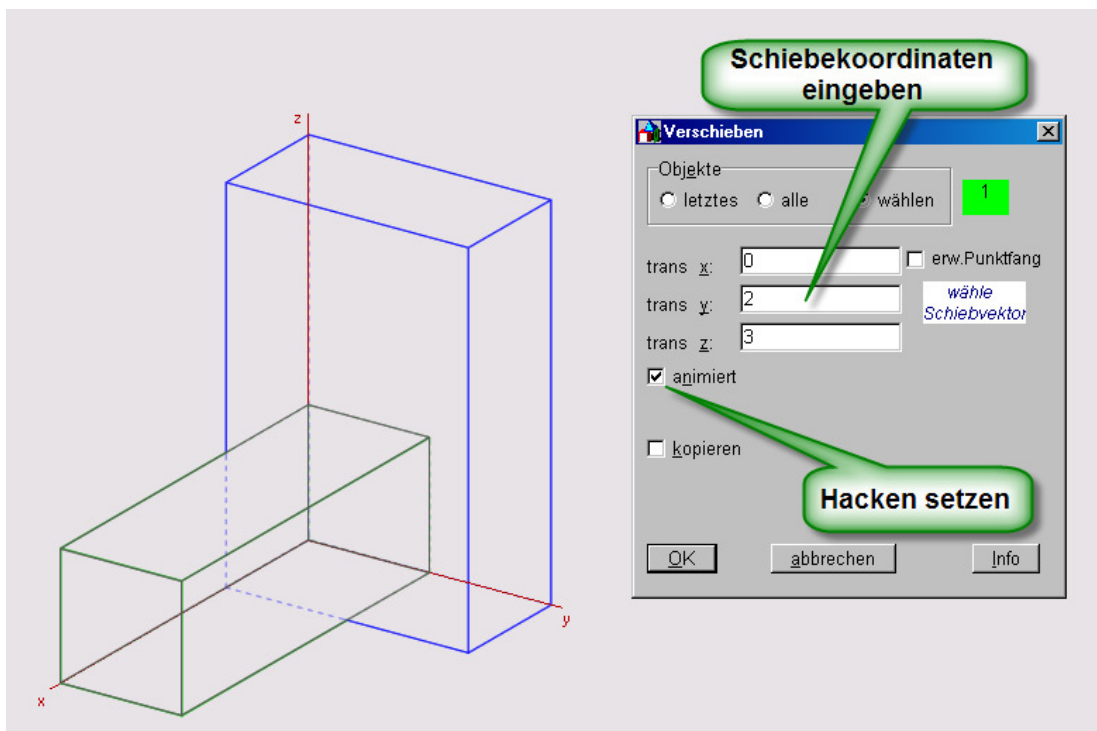 Schiebekoordinaten
eingeben
z
Verschieben
Objekte
letztes alle wählen
1
trans x: 0
erw.Punktfang
trans y: 2
wähle
Schiebvektor
trans z: 3
animiert
kopieren
Hacken setzen
OK abbrechen Info
y
x